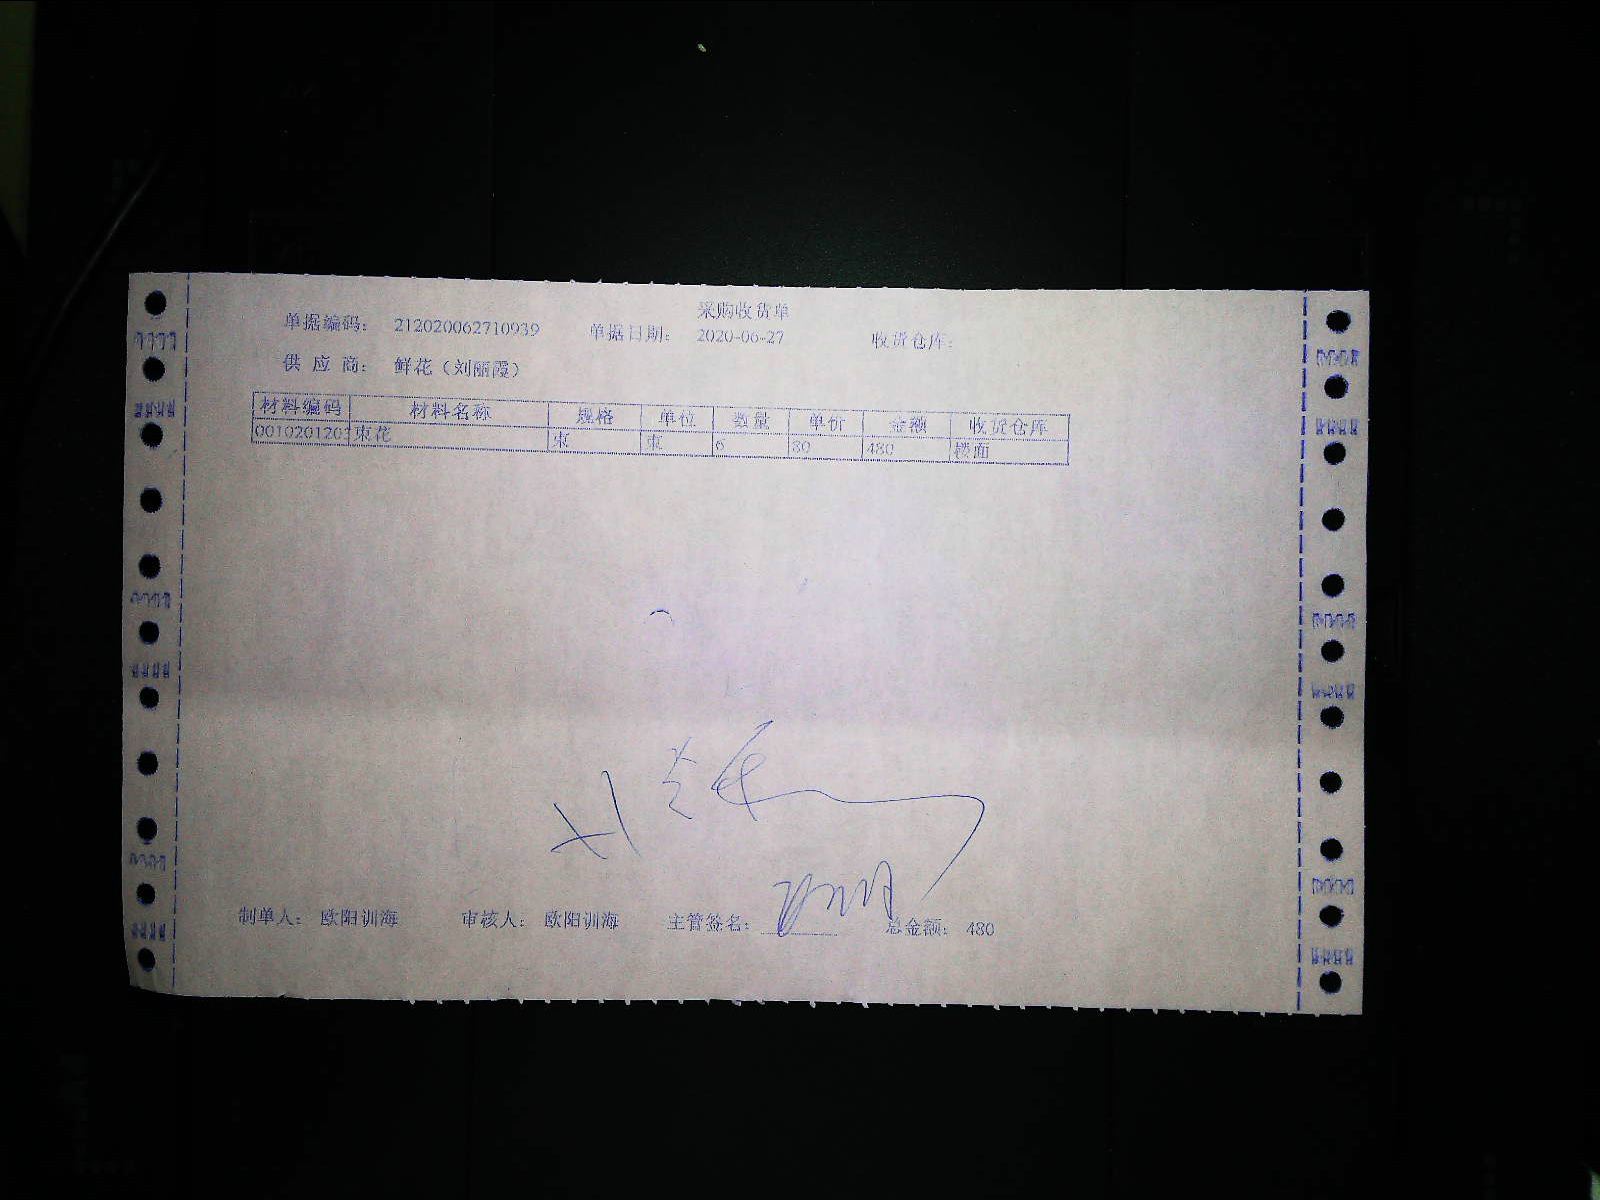 采购收货单
单据编码： 212020062710939 单据日期： 2020-06-27 收货仓库：
供 应 商： 鲜花（刘丽霞）
材料编码 材料名称 规格 单位 数量 单价 金额 收货仓库
0010201203 束花 束 束 6 80 480 楼面
制单人： 欧阳训海 审核人： 欧阳训海 主管签名： 总金额： 480